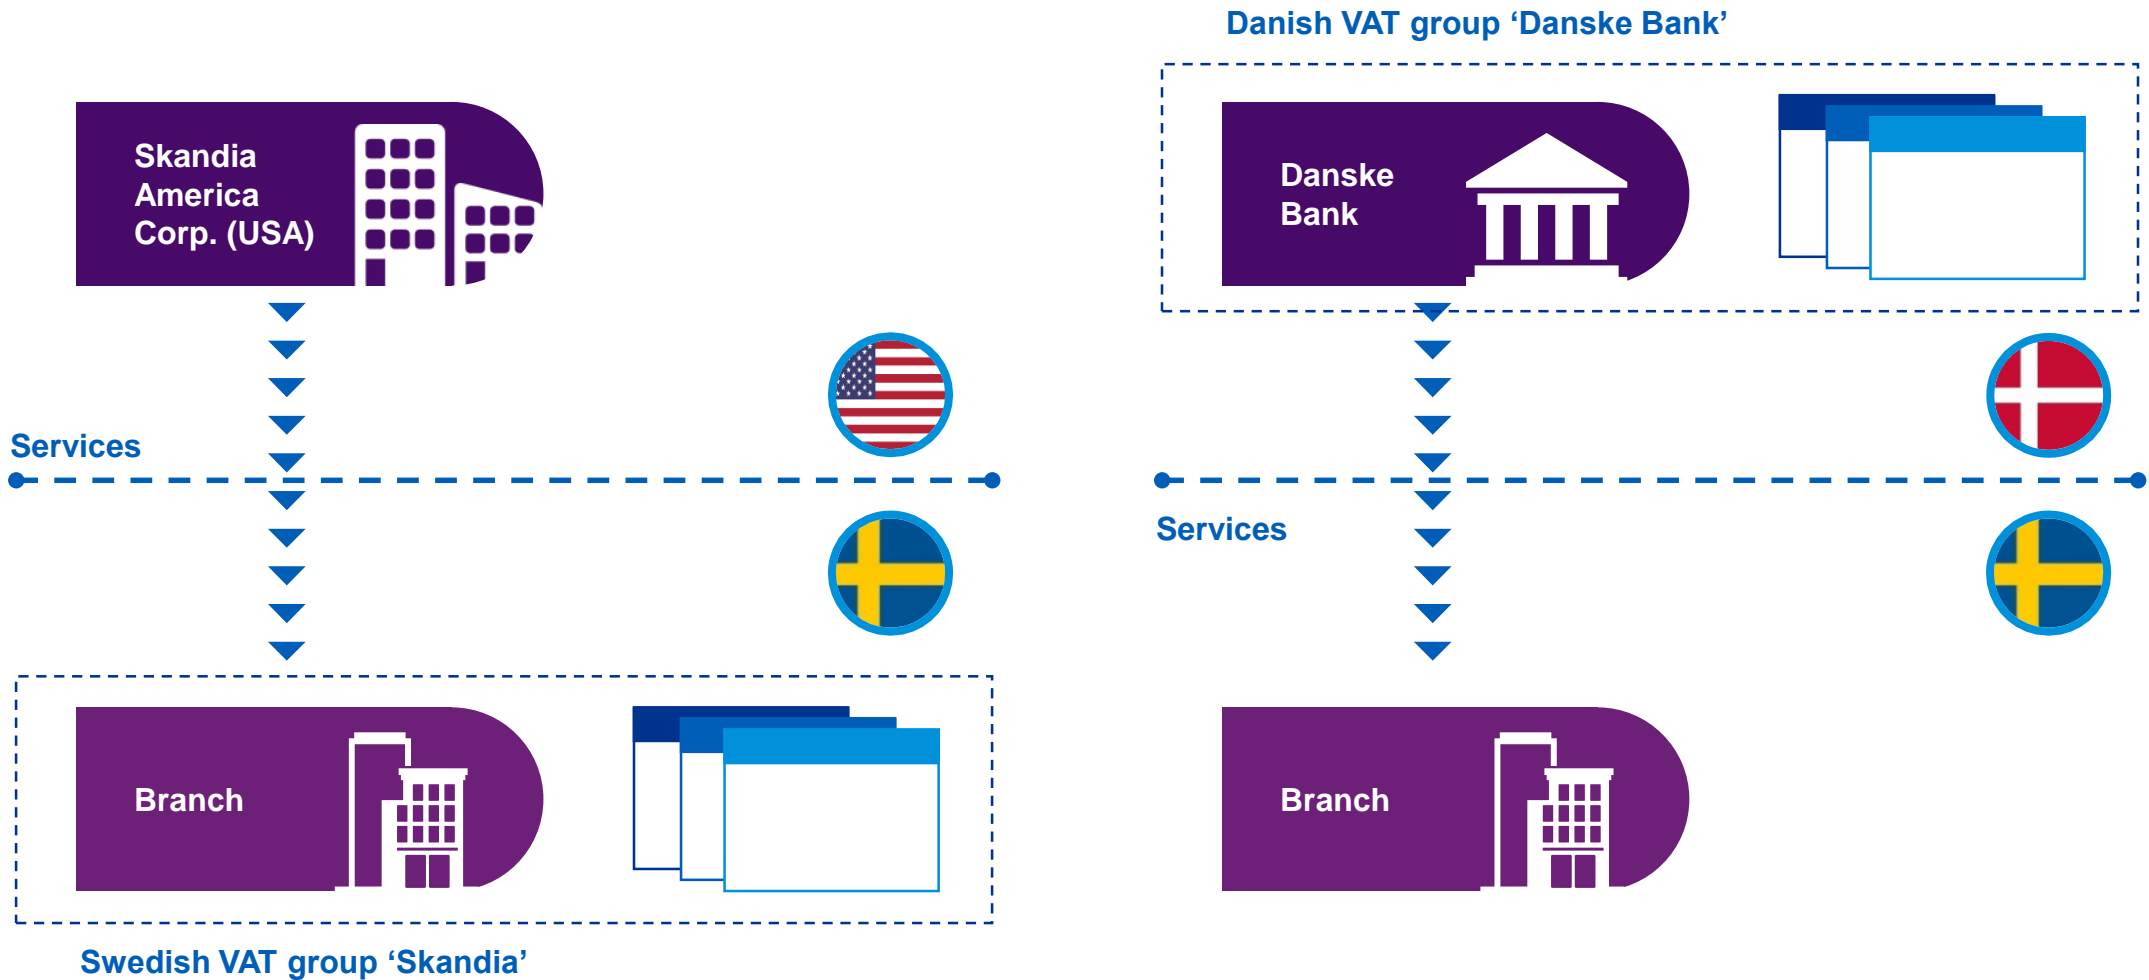 Skandia
America
Corp. (USA)
Services
Branch
Swedish VAT group ‘Skandia’
Danish VAT group ‘Danske Bank’
Danske
Bank
Services
Branch